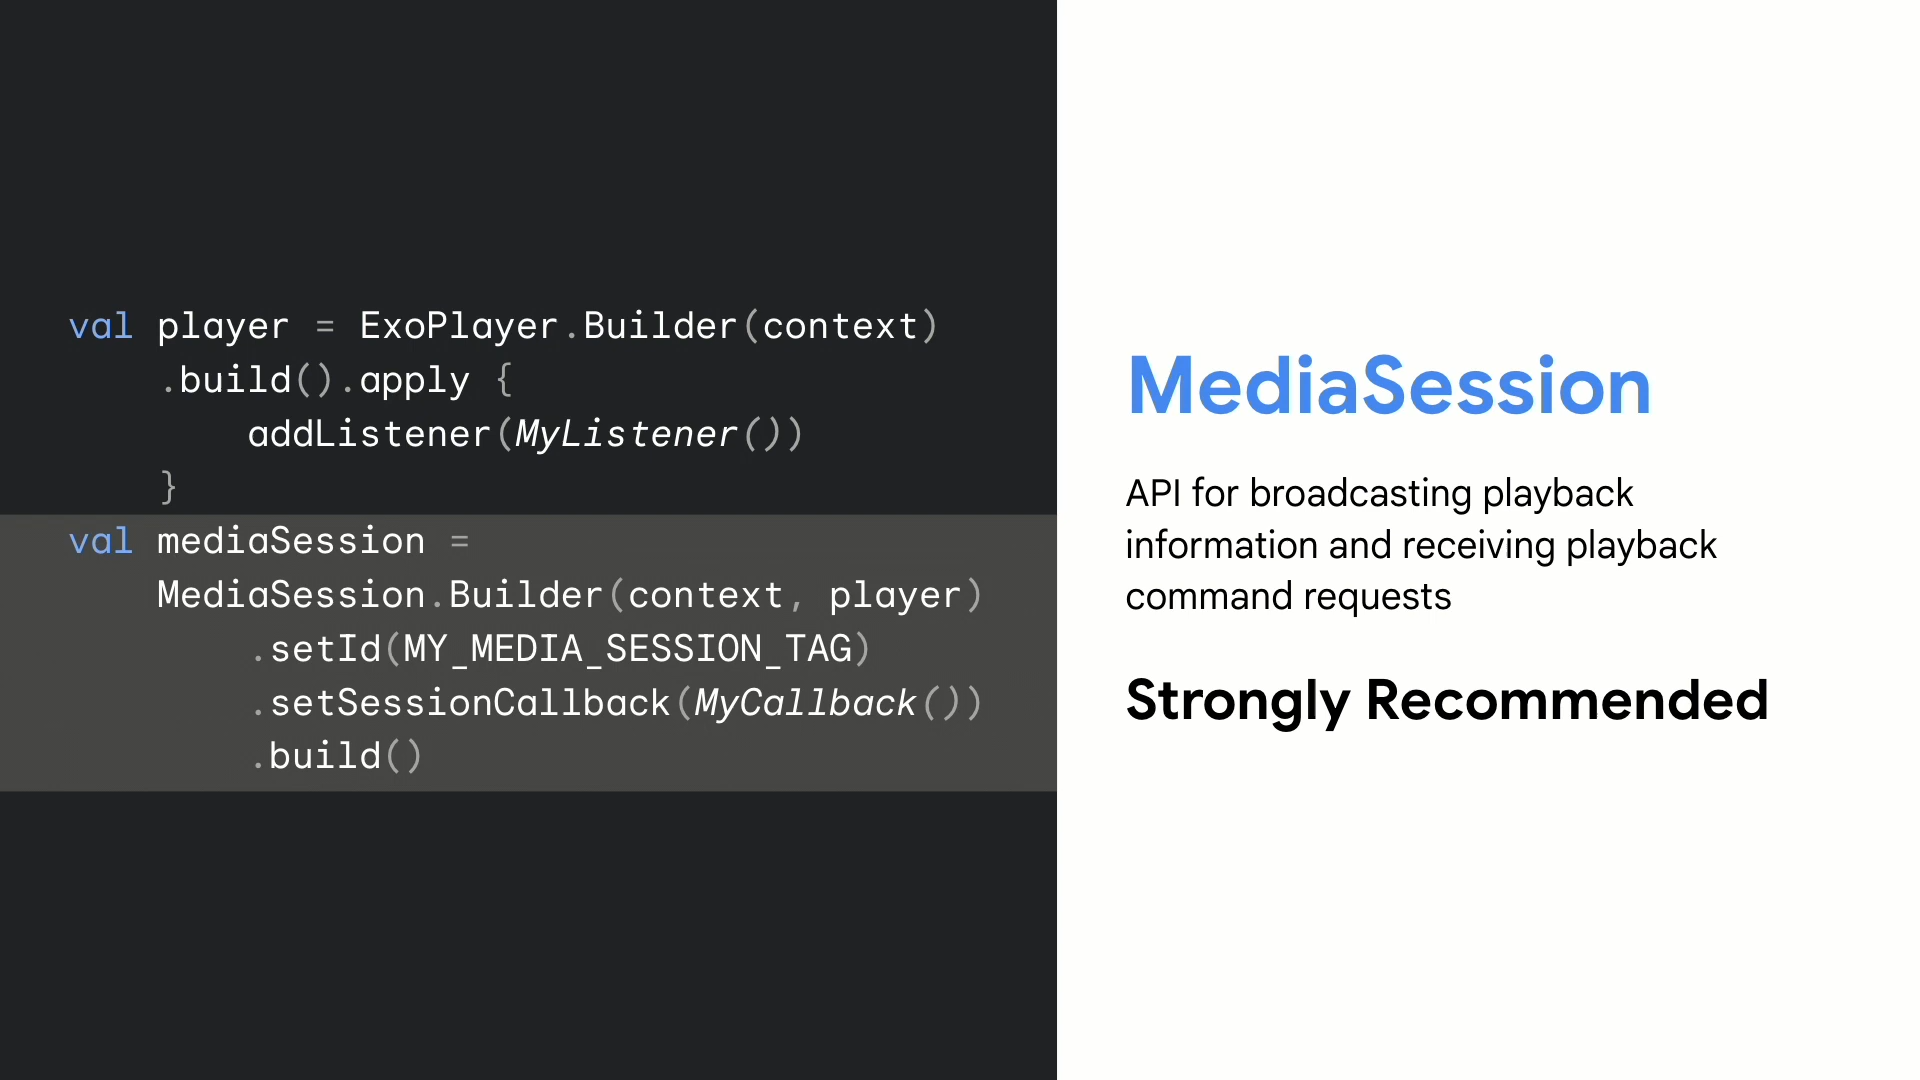 val player = ExoPlayer.Builder(context)
.build().apply {
addListener(MyListener())
}
val mediaSession =
MediaSession.Builder(context, player)
.setId(MY_MEDIA_SESSION_TAG)
.setSessionCallback(MyCallback())
.build()
MediaSession
API for broadcasting playback
information and receiving playback
command requests
Strongly Recommended